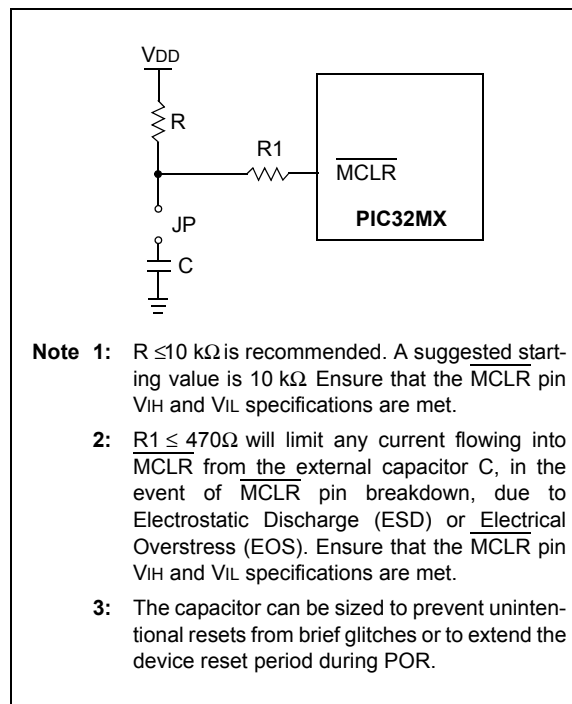 VDD
R
R1
MCLR
JP
PIC32MX
C
Note 1: R ≤10 kΩ is recommended. A suggested start-
ing value is 10 kΩ. Ensure that the MCLR pin
VIH and VIL specifications are met.
2: R1 ≤ 470Ω will limit any current flowing into
MCLR from the external capacitor C, in the
event of MCLR pin breakdown, due to
Electrostatic Discharge (ESD) or Electrical
Overstress (EOS). Ensure that the MCLR pin
VIH and VIL specifications are met.
3: The capacitor can be sized to prevent uninten-
tional resets from brief glitches or to extend the
device reset period during POR.